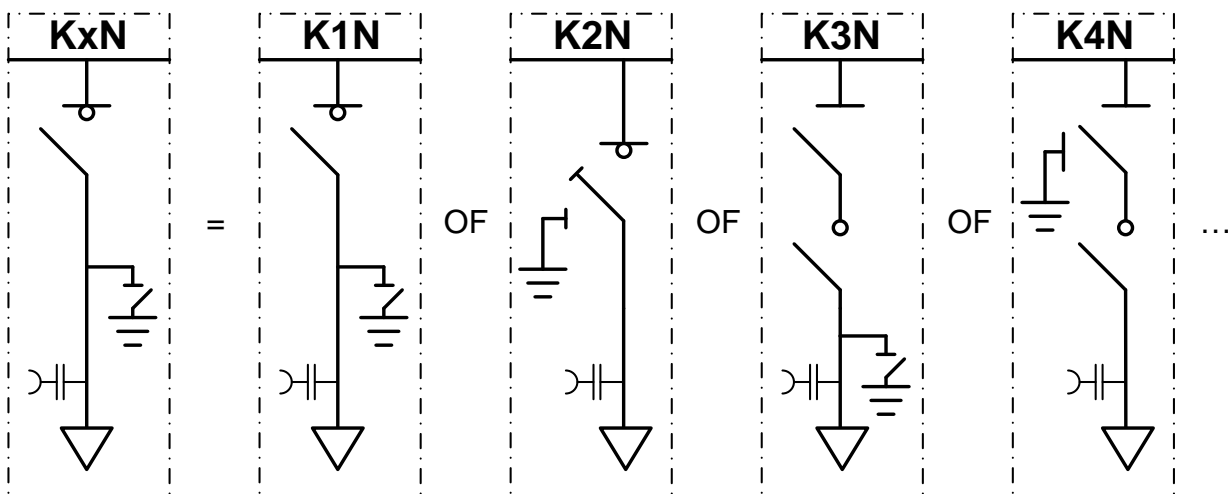 KxN K1N K2N K3N K4N
= OF OF OF ...